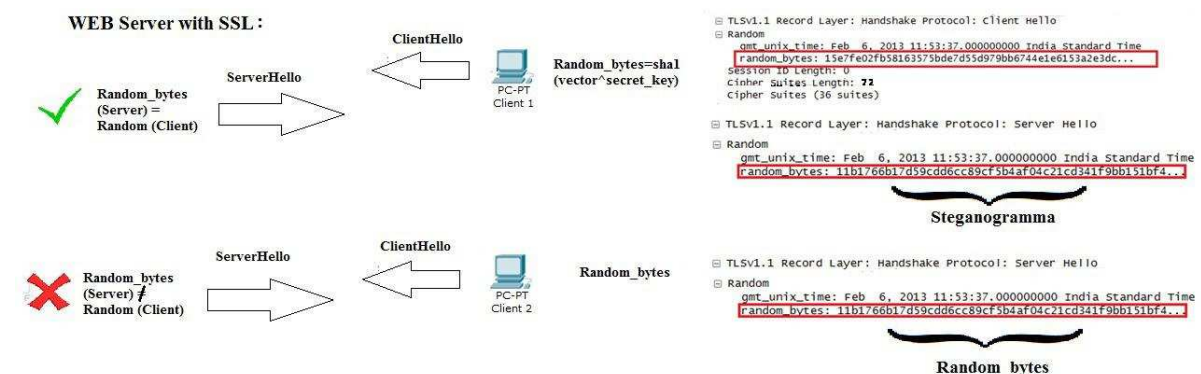 WEB Server with SSL:
ClientHello
ServerHello
Random_bytes
(Server) =
Random (Client)
PC-PT
Client 1
Random_bytes=sha1
(vector^secret_key)
TLSv1.1 Record Layer: Handshake Protocol: Client Hello
Random
gmt_unix_time: Feb 6, 2013 11:53:37.000000000 India Standard Time
random_bytes: 15e7fe02fb58163575bde7d55d979bb6744e1e6153a2e3dc...
Session ID Length: 0
Cipher Suites Length: 72
Cipher Suites (36 suites)
TLSv1.1 Record Layer: Handshake Protocol: Server Hello
Random
gmt_unix_time: Feb 6, 2013 11:53:37.000000000 India Standard Time
random_bytes: 11b1766b17d59cdd6cc89cf5b4af04c21cd341f9bb151bf4...
Steganogramma
ClientHello
ServerHello
Random_bytes
(Server) ≠
Random (Client)
PC-PT
Client 2
Random_bytes
TLSv1.1 Record Layer: Handshake Protocol: Server Hello
Random
gmt_unix_time: Feb 6, 2013 11:53:37.000000000 India Standard Time
random_bytes: 11b1766b17d59cdd6cc89cf5b4af04c21cd341f9bb151bf4...
Random_bytes